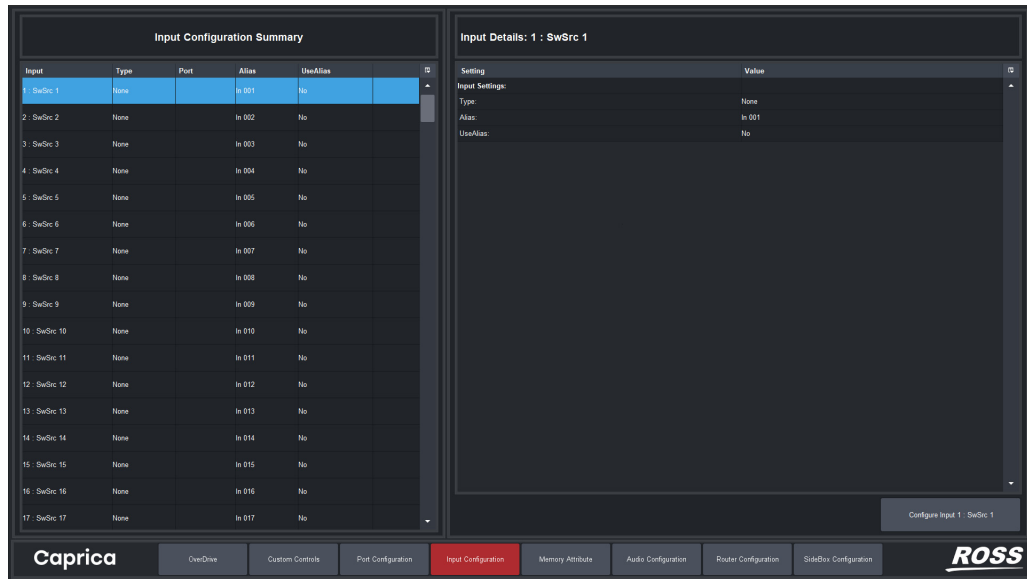 Input Configuration Summary
Input Type Port Alias UseAlias
1 : SwSrc 1 None In 001 No
2 : SwSrc 2 None In 002 No
3 : SwSrc 3 None In 003 No
4 : SwSrc 4 None In 004 No
5 : SwSrc 5 None In 005 No
6 : SwSrc 6 None In 006 No
7 : SwSrc 7 None In 007 No
8 : SwSrc 8 None In 008 No
9 : SwSrc 9 None In 009 No
10 : SwSrc 10 None In 010 No
11 : SwSrc 11 None In 011 No
12 : SwSrc 12 None In 012 No
13 : SwSrc 13 None In 013 No
14 : SwSrc 14 None In 014 No
15 : SwSrc 15 None In 015 No
16 : SwSrc 16 None In 016 No
17 : SwSrc 17 None In 017 No
Input Details: 1 : SwSrc 1
Setting Value
Input Settings:
Type: None
Alias: In 001
UseAlias: No
Configure Input 1 : SwSrc 1
Caprica OverDrive Custom Controls Port Configuration Input Configuration Memory Attribute Audio Configuration Router Configuration SideBox Configuration ROSS